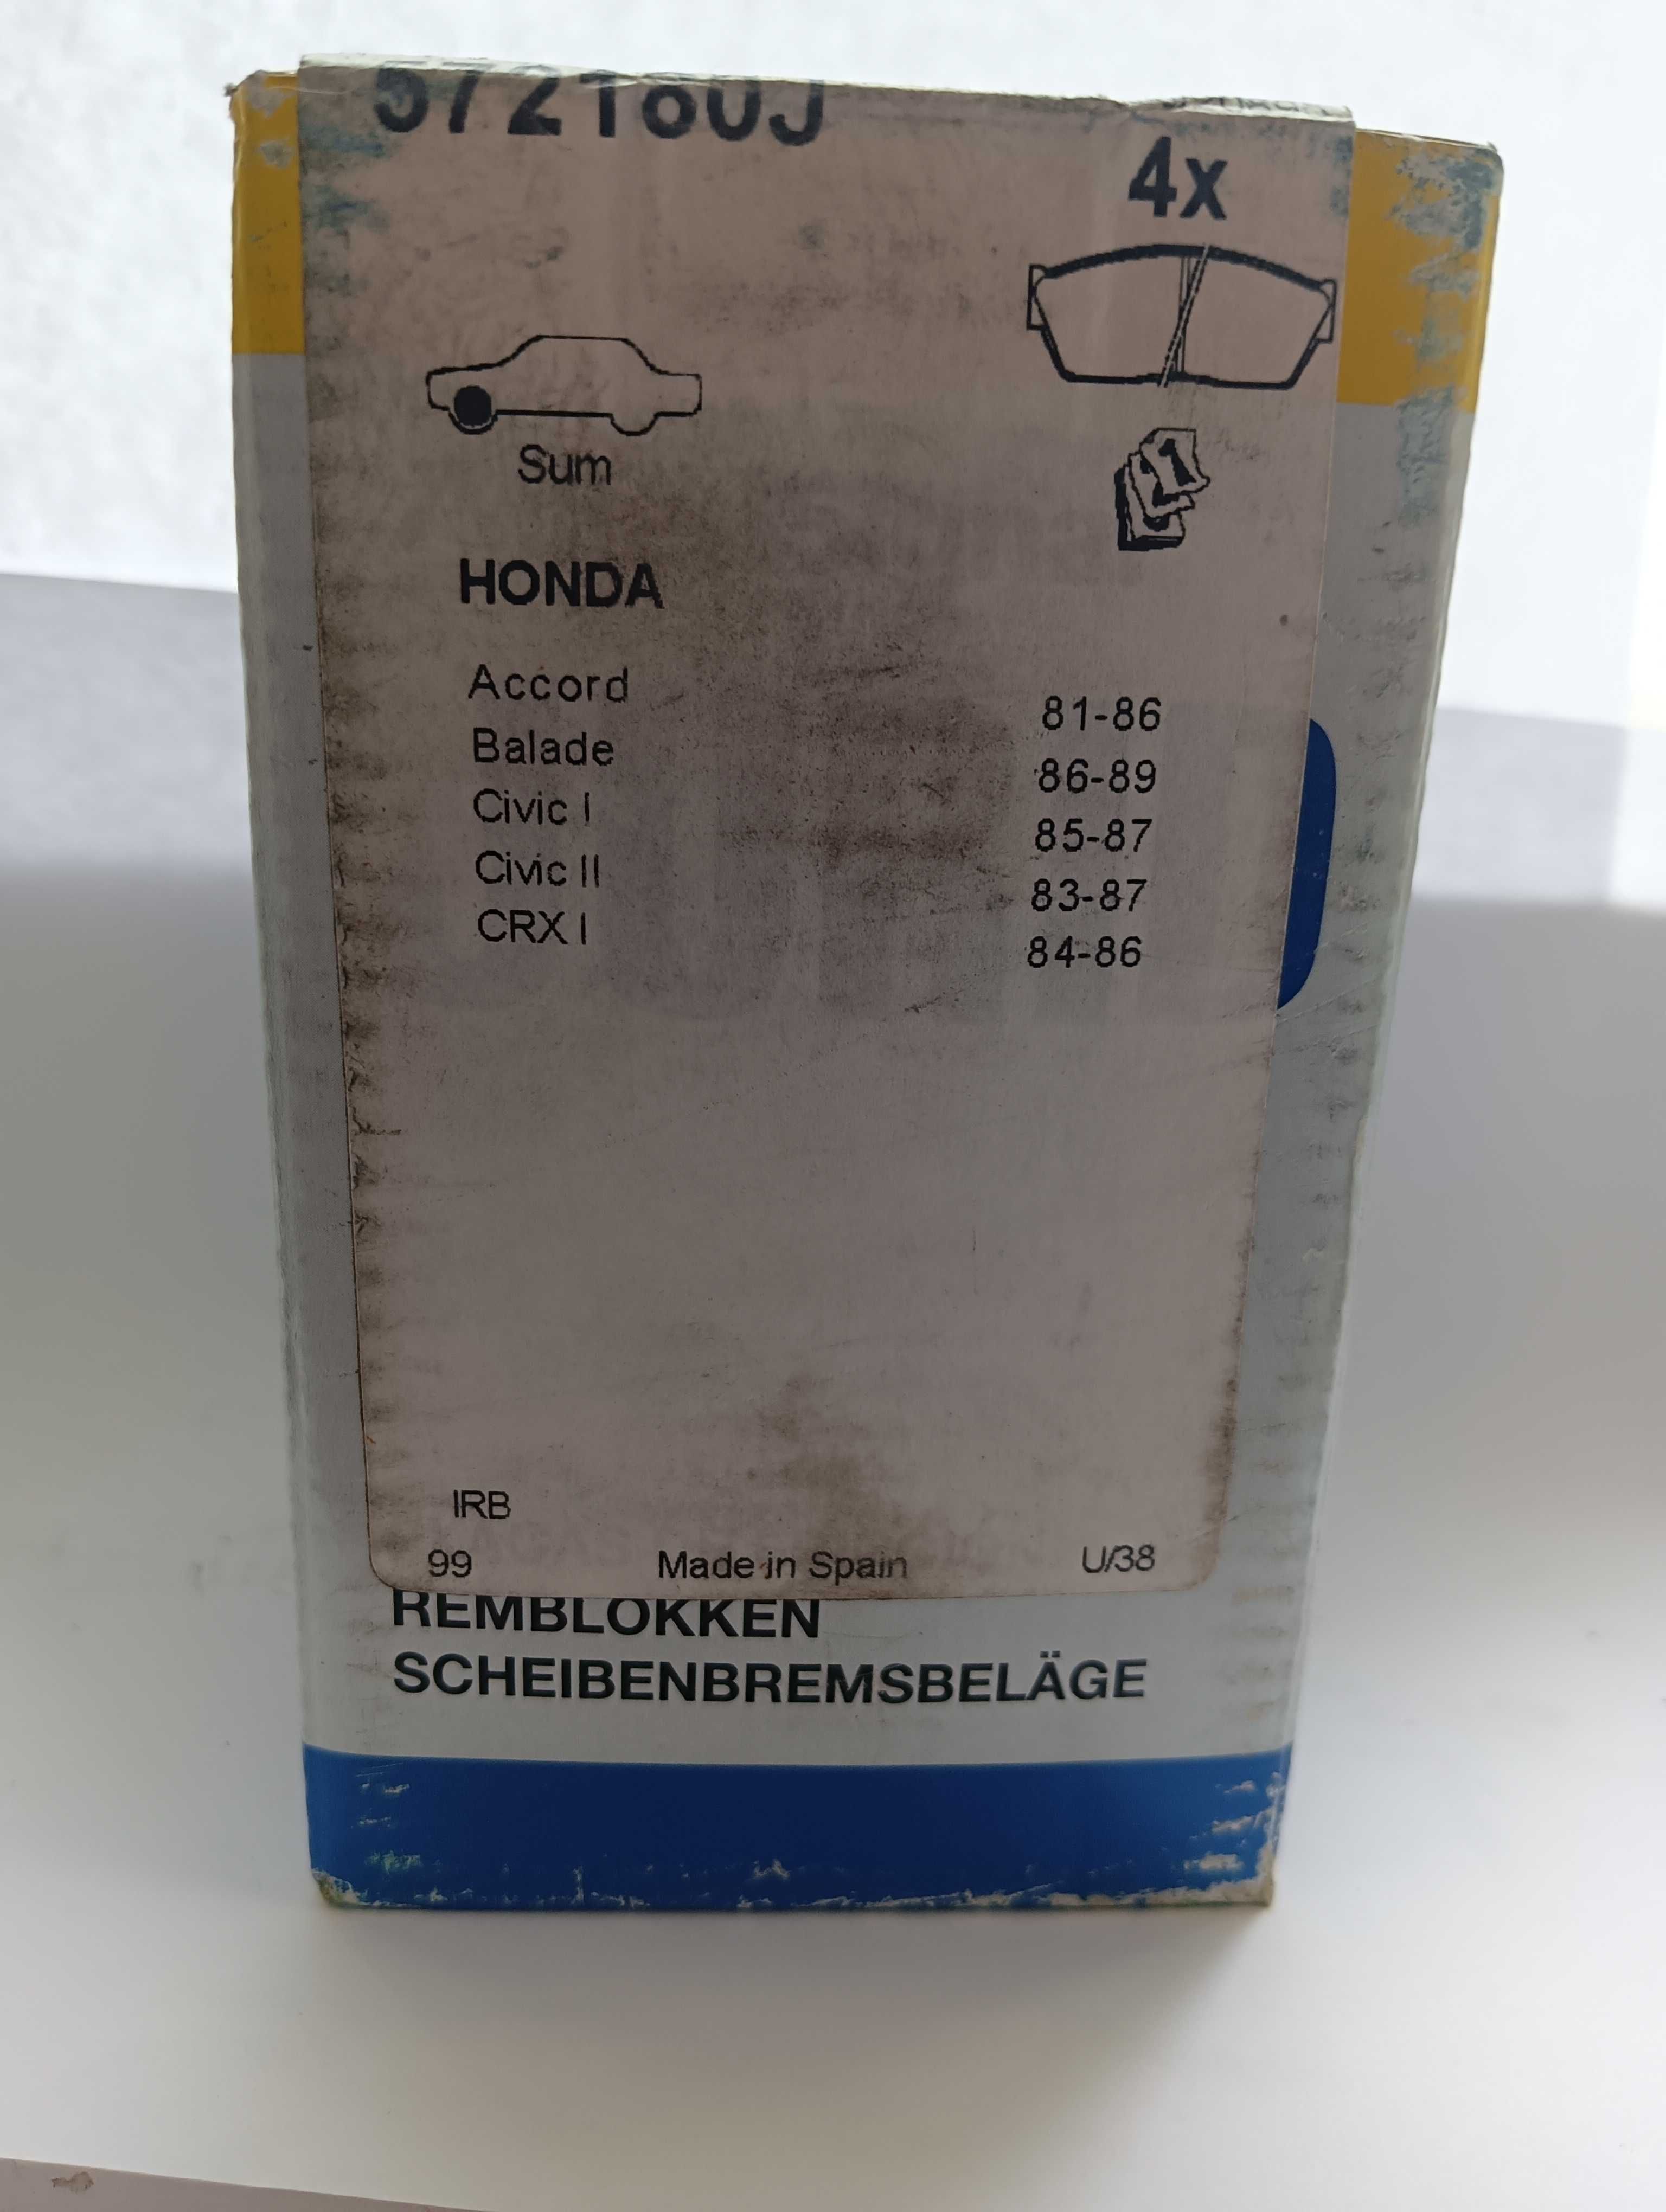 4x
Sum
HONDA
Accord 81-86
Balade 86-89
Civic I 85-87
Civic II 83-87
CRX I 84-86
IRB
99 Made in Spain U/38
REMBLOKKEN
SCHEIBENBREMSBELÄGE